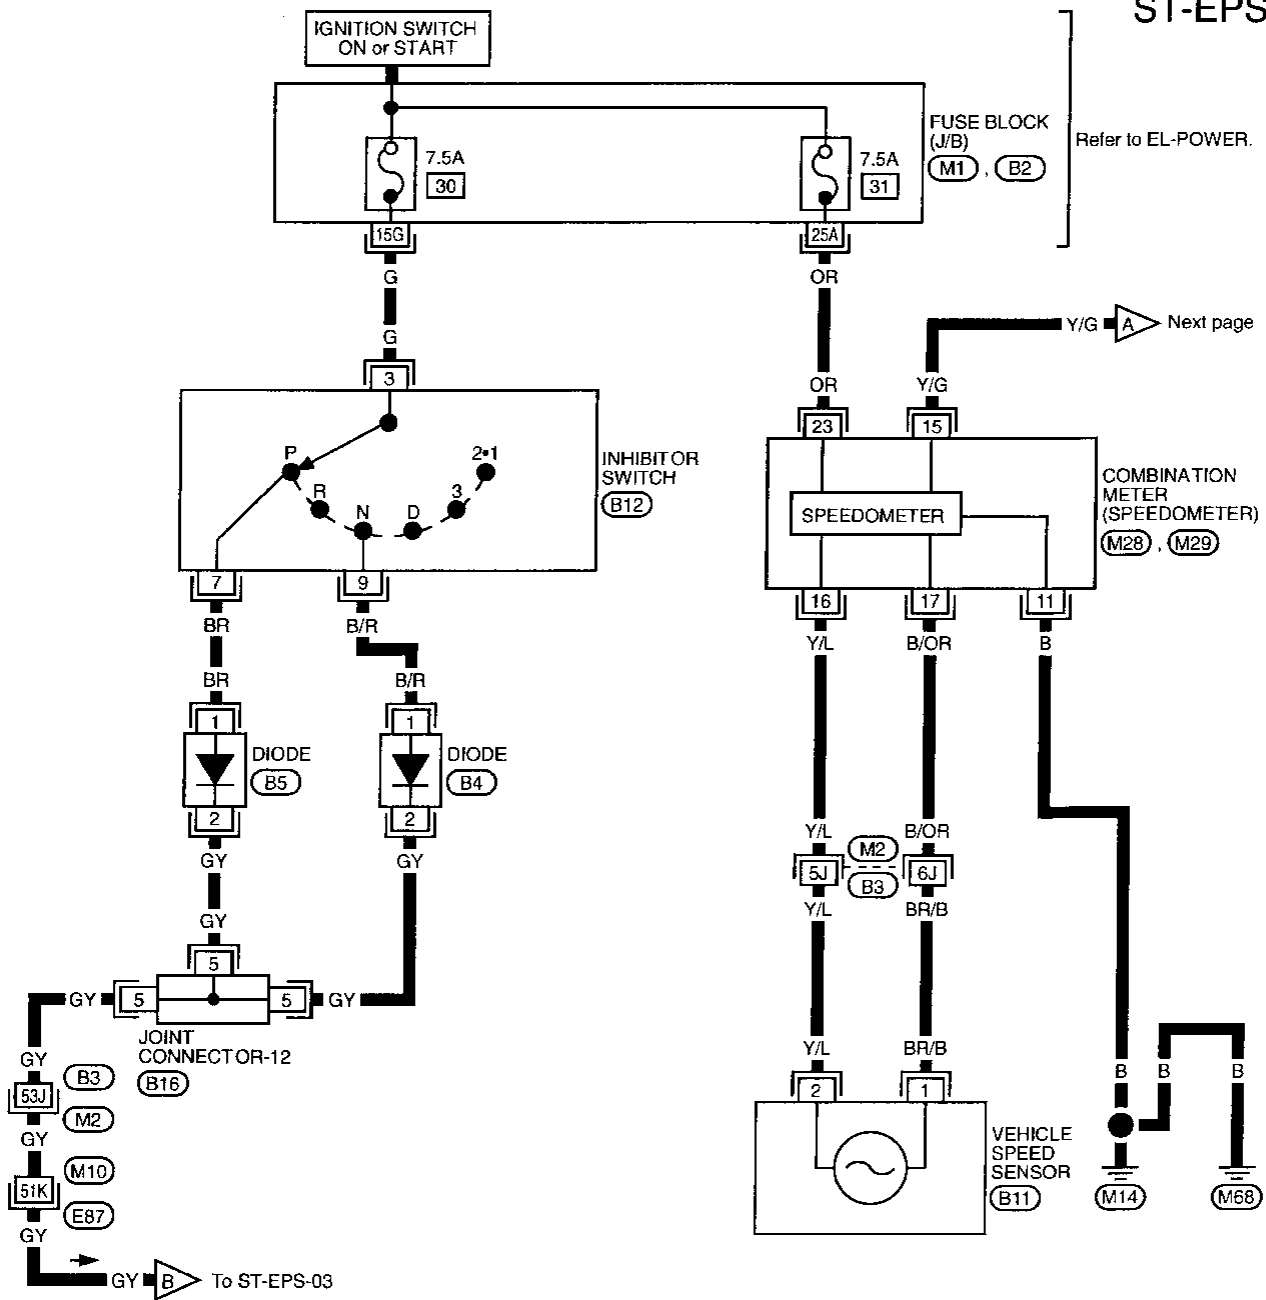 ST-EPS
IGNITION SWITCH
ON or START
FUSE BLOCK
(J/B)
M1 , B2
Refer to EL-POWER.
7.5A
30
7.5A
31
15G
25A
G
OR
G
OR
Y/G
A
Next page
Y/G
3
23
15
P
R
N
D
3
2•1
INHIBITOR
SWITCH
B12
SPEEDOMETER
COMBINATION
METER
(SPEEDOMETER)
M28 , M29
7
9
16
17
11
BR
B/R
Y/L
B/OR
B
BR
B/R
1
1
DIODE
B5
DIODE
B4
2
2
GY
GY
Y/L
B/OR
5J
M2
B3
6J
Y/L
BR/B
GY
5
5
5
GY
GY
JOINT
CONNECTOR-12
B16
GY
53J
B3
M2
GY
M10
51K
E87
GY
GY
B
To ST-EPS-03
Y/L
BR/B
2
1
VEHICLE
SPEED
SENSOR
B11
B
B
B
M14
M68